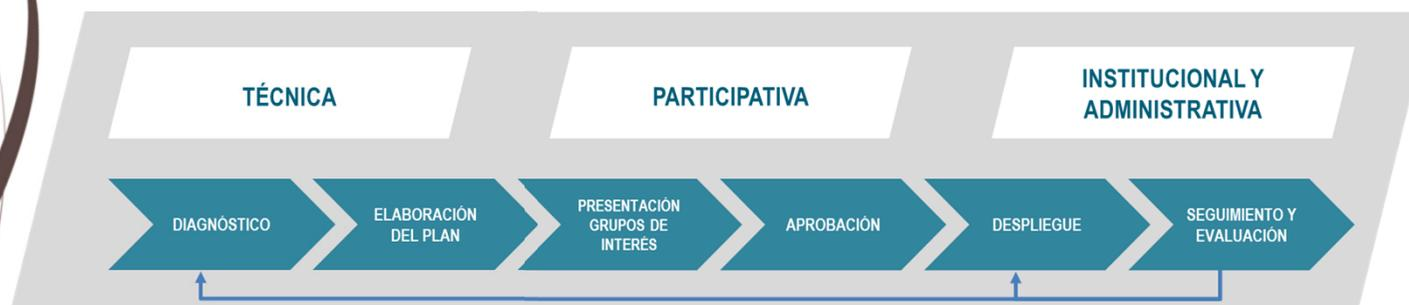 TÉCNICA
PARTICIPATIVA
INSTITUCIONAL Y
ADMINISTRATIVA
DIAGNÓSTICO
ELABORACIÓN
DEL PLAN
PRESENTACIÓN
GRUPOS DE
INTERÉS
APROBACIÓN
DESPLIEGUE
SEGUIMIENTO Y
EVALUACIÓN